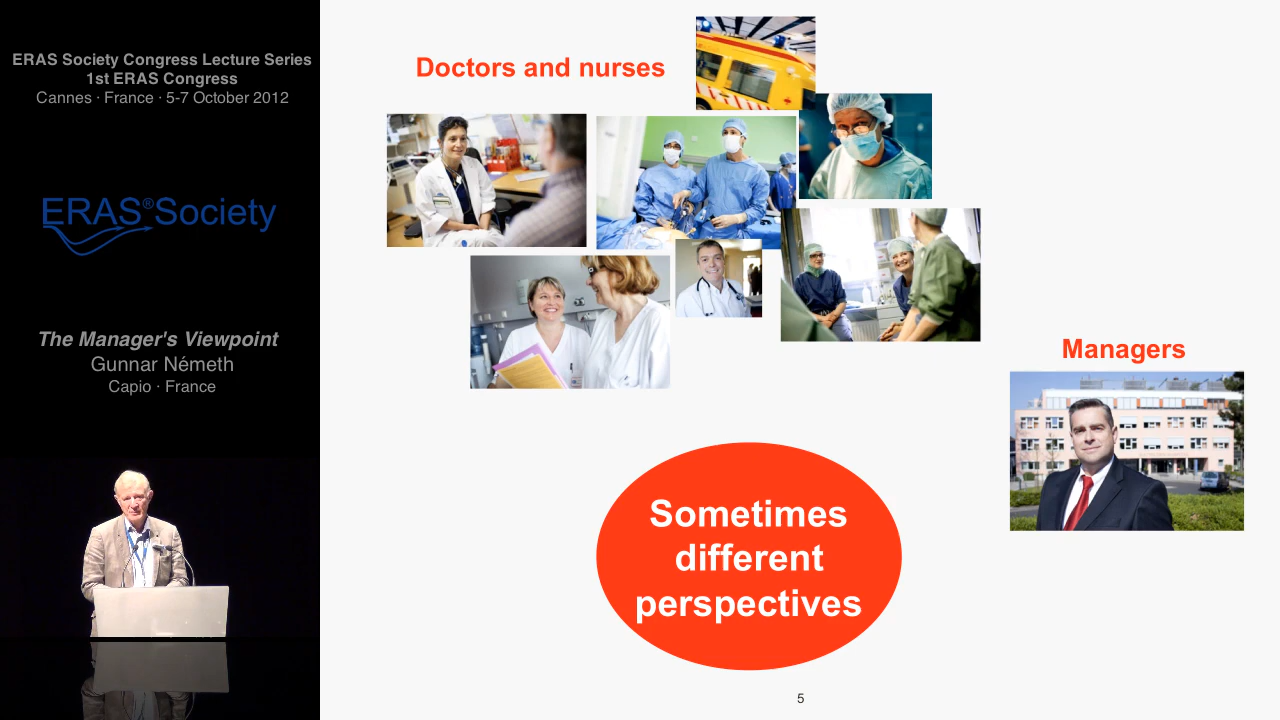 ERAS Society Congress Lecture Series
1st ERAS Congress
Cannes · France · 5-7 October 2012
ERAS®Society
The Manager's Viewpoint
Gunnar Németh
Capio · France
Doctors and nurses
Managers
Sometimes
different
perspectives
5